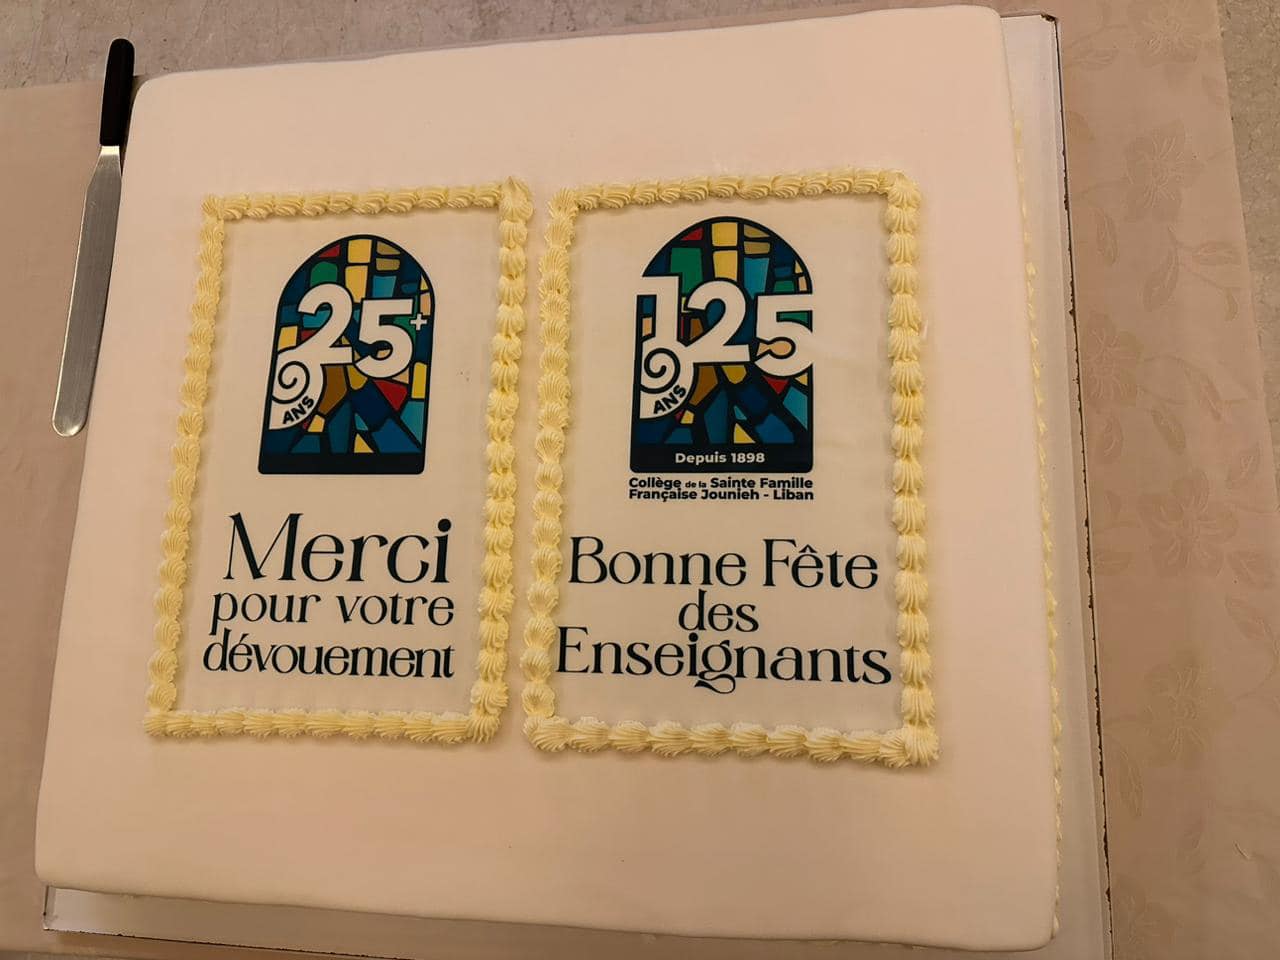 25+
ANS
Merci
pour votre
dévouement
125
ANS
Depuis 1898
Collège de la Sainte Famille
Française Jounieh - Liban
Bonne Fête
des
Enseignants